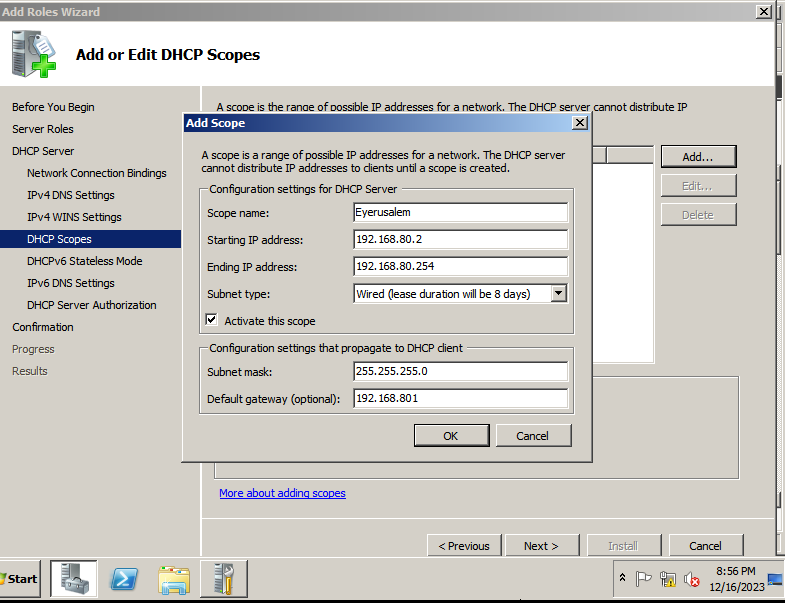 Add Roles Wizard
Add or Edit DHCP Scopes
Before You Begin
Server Roles
DHCP Server
Network Connection Bindings
IPv4 DNS Settings
IPv4 WINS Settings
DHCP Scopes
DHCPv6 Stateless Mode
IPv6 DNS Settings
DHCP Server Authorization
Confirmation
Progress
Results
A scope is the range of possible IP addresses for a network. The DHCP server cannot distribute IP
Add...
Edit...
Delete
Add Scope
A scope is a range of possible IP addresses for a network. The DHCP server
cannot distribute IP addresses to clients until a scope is created.
Configuration settings for DHCP Server
Scope name: Eyerusalem
Starting IP address: 192.168.80.2
Ending IP address: 192.168.80.254
Subnet type: Wired (lease duration will be 8 days)
Activate this scope
Configuration settings that propagate to DHCP client
Subnet mask: 255.255.255.0
Default gateway (optional): 192.168.801
OK Cancel
More about adding scopes
< Previous Next > Install Cancel
Start
8:56 PM
12/16/2023